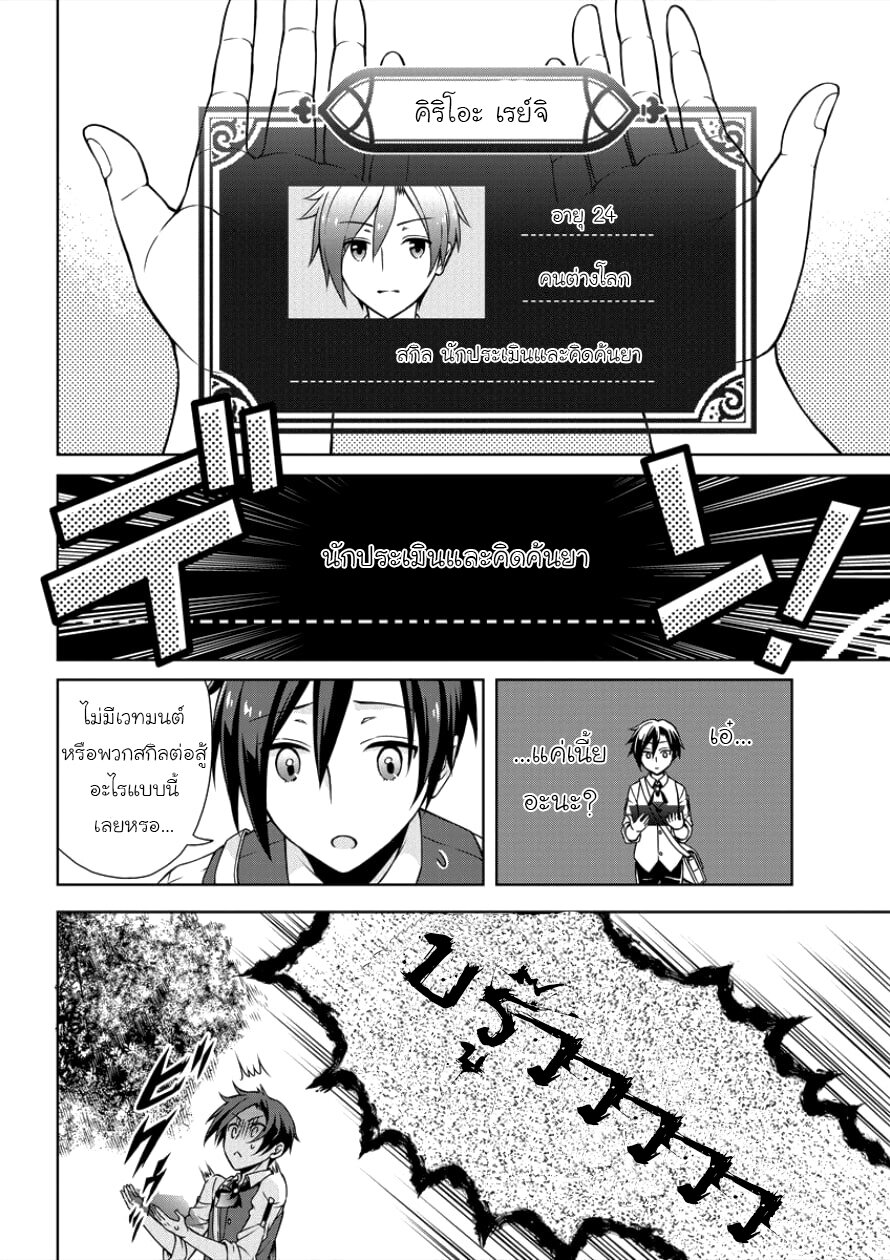 คิริโอะ เรย์จิ
อายุ 24
คนต่างโลก
สกิล นักประเมินและคิดค้นยา
นักประเมินและคิดค้นยา
เอ๋...
...แค่เนี้ย
อะนะ?
ไม่มีเวทมนต์
หรือพวกสกิลต่อสู้
อะไรแบบนี้
เลยหรอ...